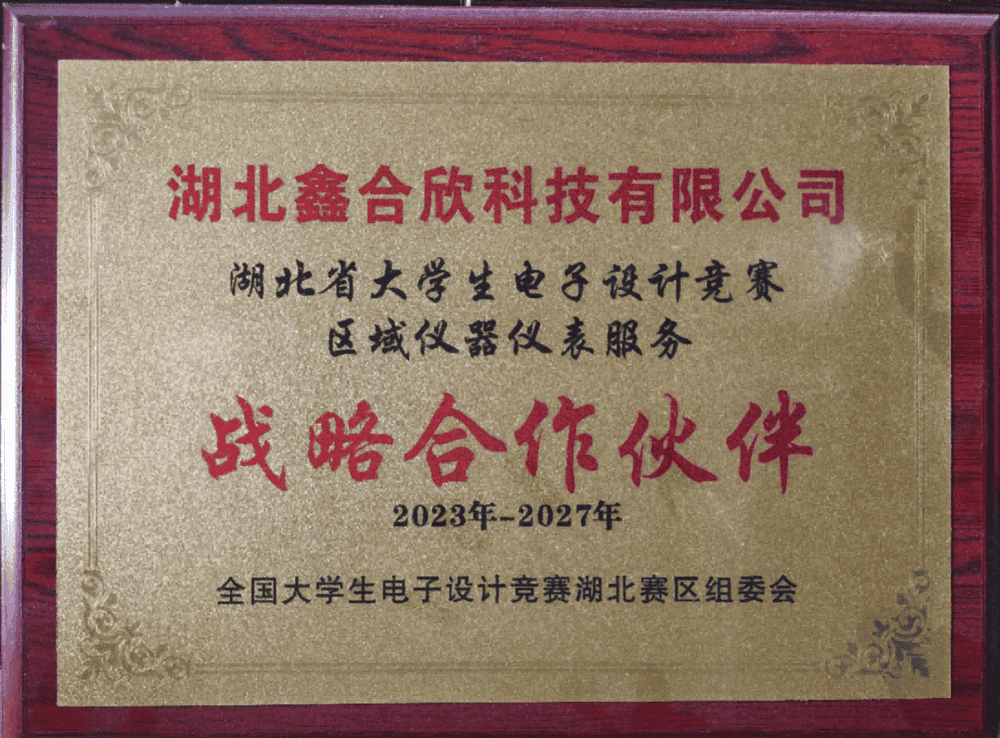 湖北鑫合欣科技有限公司
湖北省大学生电子设计竞赛
区域仪器仪表服务
战略合作伙伴
2023年-2027年
全国大学生电子设计竞赛湖北赛区组委会